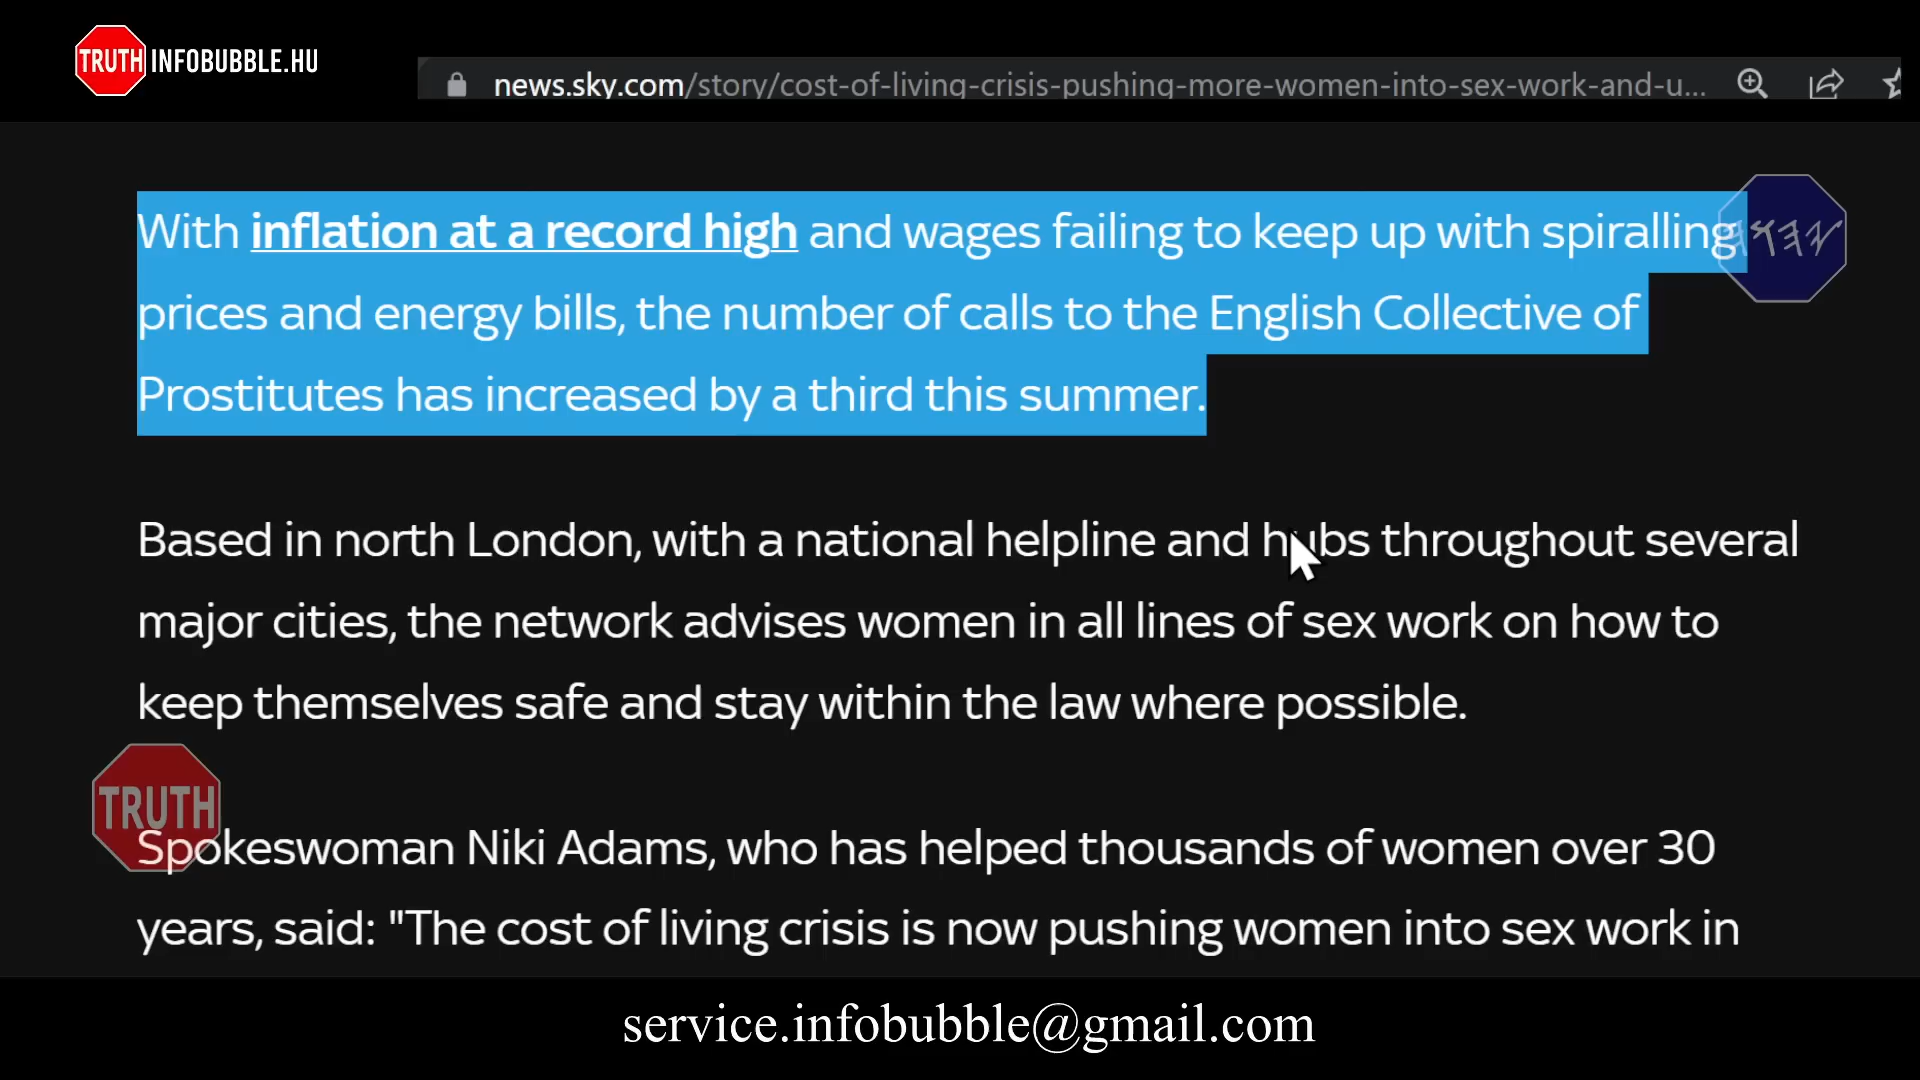 TRUTH INFOBUBBLE.HU
news.sky.com/story/cost-of-living-crisis-pushing-more-women-into-sex-work-and-u...
With inflation at a record high and wages failing to keep up with spiralling
prices and energy bills, the number of calls to the English Collective of
Prostitutes has increased by a third this summer.
Based in north London, with a national helpline and hubs throughout several
major cities, the network advises women in all lines of sex work on how to
keep themselves safe and stay within the law where possible.
TRUTH
Spokeswoman Niki Adams, who has helped thousands of women over 30
years, said: "The cost of living crisis is now pushing women into sex work in
service.infobubble@gmail.com